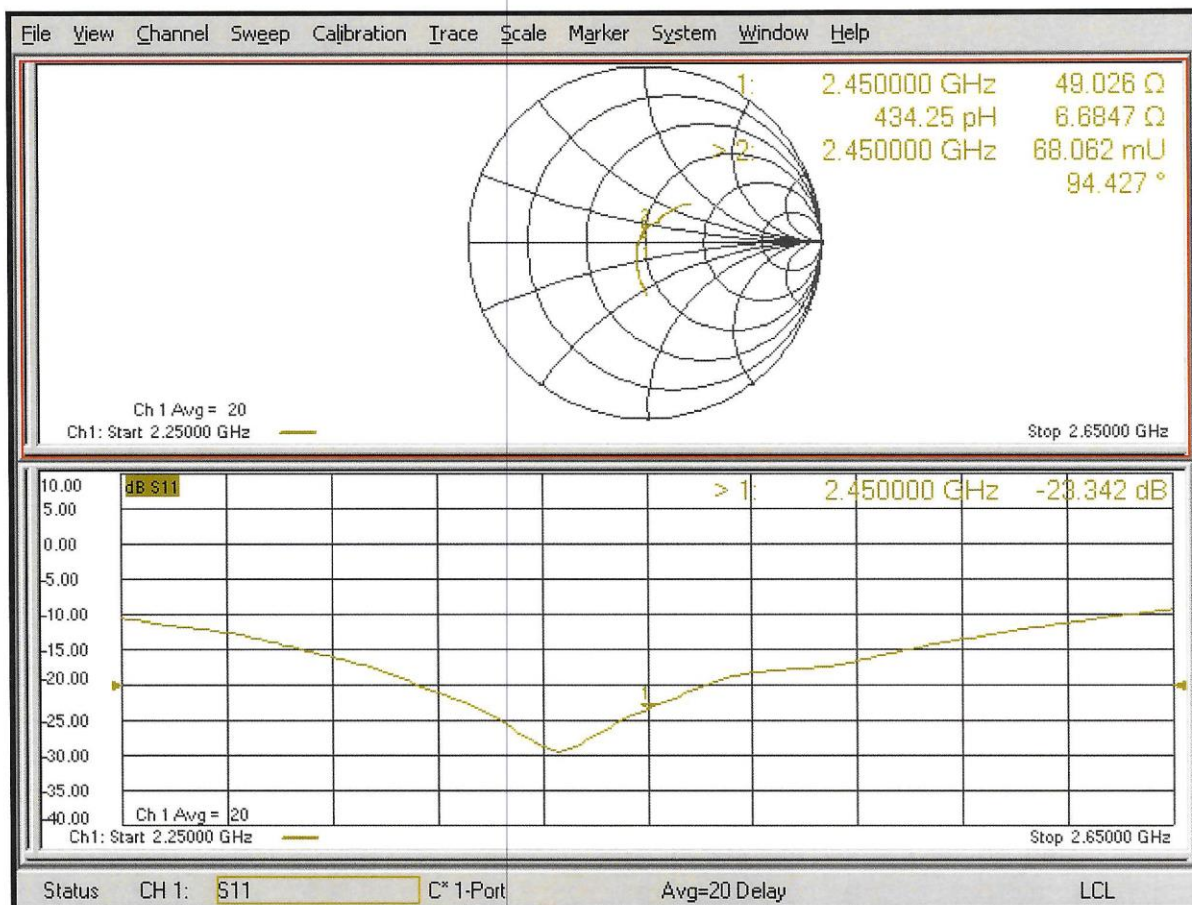 File View Channel Sweep Calibration Trace Scale Marker System Window Help
1: 2.450000 GHz 49.026 Ω
434.25 pH 6.6847 Ω
> 2: 2.450000 GHz 68.062 mU
94.427 °
2
Ch 1 Avg = 20
Ch1: Start 2.25000 GHz
Stop 2.65000 GHz
dB S11
> 1: 2.450000 GHz -23.342 dB
10.00
5.00
0.00
-5.00
-10.00
-15.00
-20.00
-25.00
-30.00
-35.00
-40.00
1
Ch 1 Avg = 20
Ch1: Start 2.25000 GHz
Stop 2.65000 GHz
Status CH 1: S11 C* 1-Port Avg=20 Delay LCL